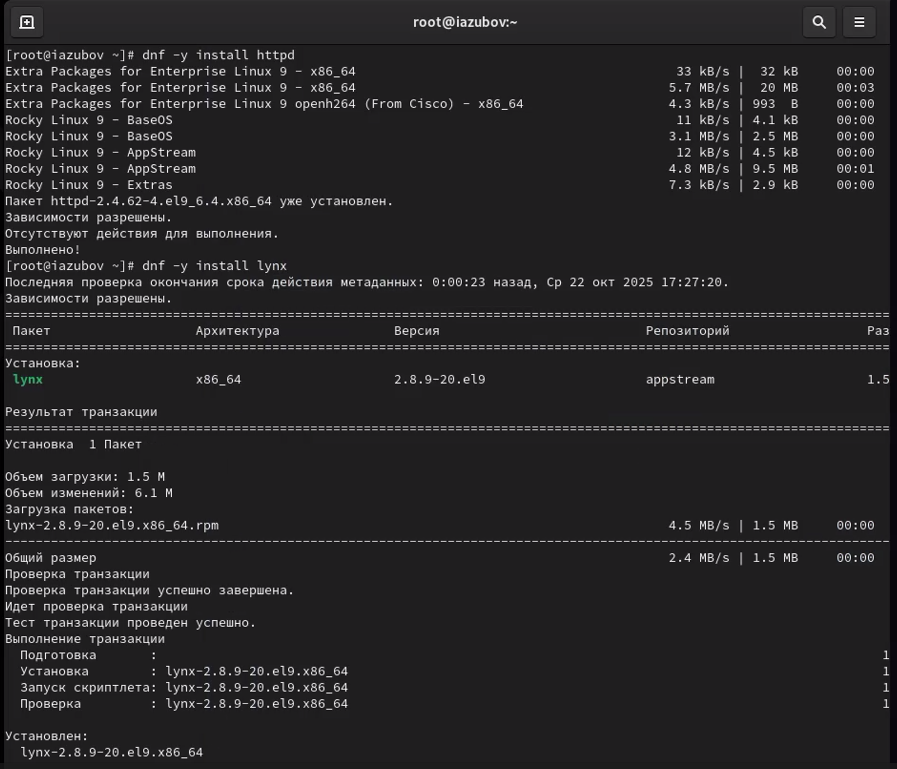 root@iazubov:~
[root@iazubov ~]# dnf -y install httpd
Extra Packages for Enterprise Linux 9 - x86_64 33 kB/s | 32 kB 00:00
Extra Packages for Enterprise Linux 9 - x86_64 5.7 MB/s | 20 MB 00:03
Extra Packages for Enterprise Linux 9 openh264 (From Cisco) - x86_64 4.3 kB/s | 993 B 00:00
Rocky Linux 9 - BaseOS 11 kB/s | 4.1 kB 00:00
Rocky Linux 9 - BaseOS 3.1 MB/s | 2.5 MB 00:00
Rocky Linux 9 - AppStream 12 kB/s | 4.5 kB 00:00
Rocky Linux 9 - AppStream 4.8 MB/s | 9.5 MB 00:01
Rocky Linux 9 - Extras 7.3 kB/s | 2.9 kB 00:00
Пакет httpd-2.4.62-4.el9_6.4.x86_64 уже установлен.
Зависимости разрешены.
Отсутствуют действия для выполнения.
Выполнено!
[root@iazubov ~]# dnf -y install lynx
Последняя проверка окончания срока действия метаданных: 0:00:23 назад, Ср 22 окт 2025 17:27:20.
Зависимости разрешены.
================================================================================
Пакет Архитектура Версия Репозиторий Раз
================================================================================
Установка:
lynx x86_64 2.8.9-20.el9 appstream 1.5
Результат транзакции
================================================================================
Установка 1 Пакет
Объем загрузки: 1.5 M
Объем изменений: 6.1 M
Загрузка пакетов:
lynx-2.8.9-20.el9.x86_64.rpm 4.5 MB/s | 1.5 MB 00:00
--------------------------------------------------------------------------------
Общий размер 2.4 MB/s | 1.5 MB 00:00
Проверка транзакции
Проверка транзакции успешно завершена.
Идет проверка транзакции
Тест транзакции проведен успешно.
Выполнение транзакции
Подготовка : 1
Установка : lynx-2.8.9-20.el9.x86_64 1
Запуск скриптлета: lynx-2.8.9-20.el9.x86_64 1
Проверка : lynx-2.8.9-20.el9.x86_64 1
Установлен:
lynx-2.8.9-20.el9.x86_64